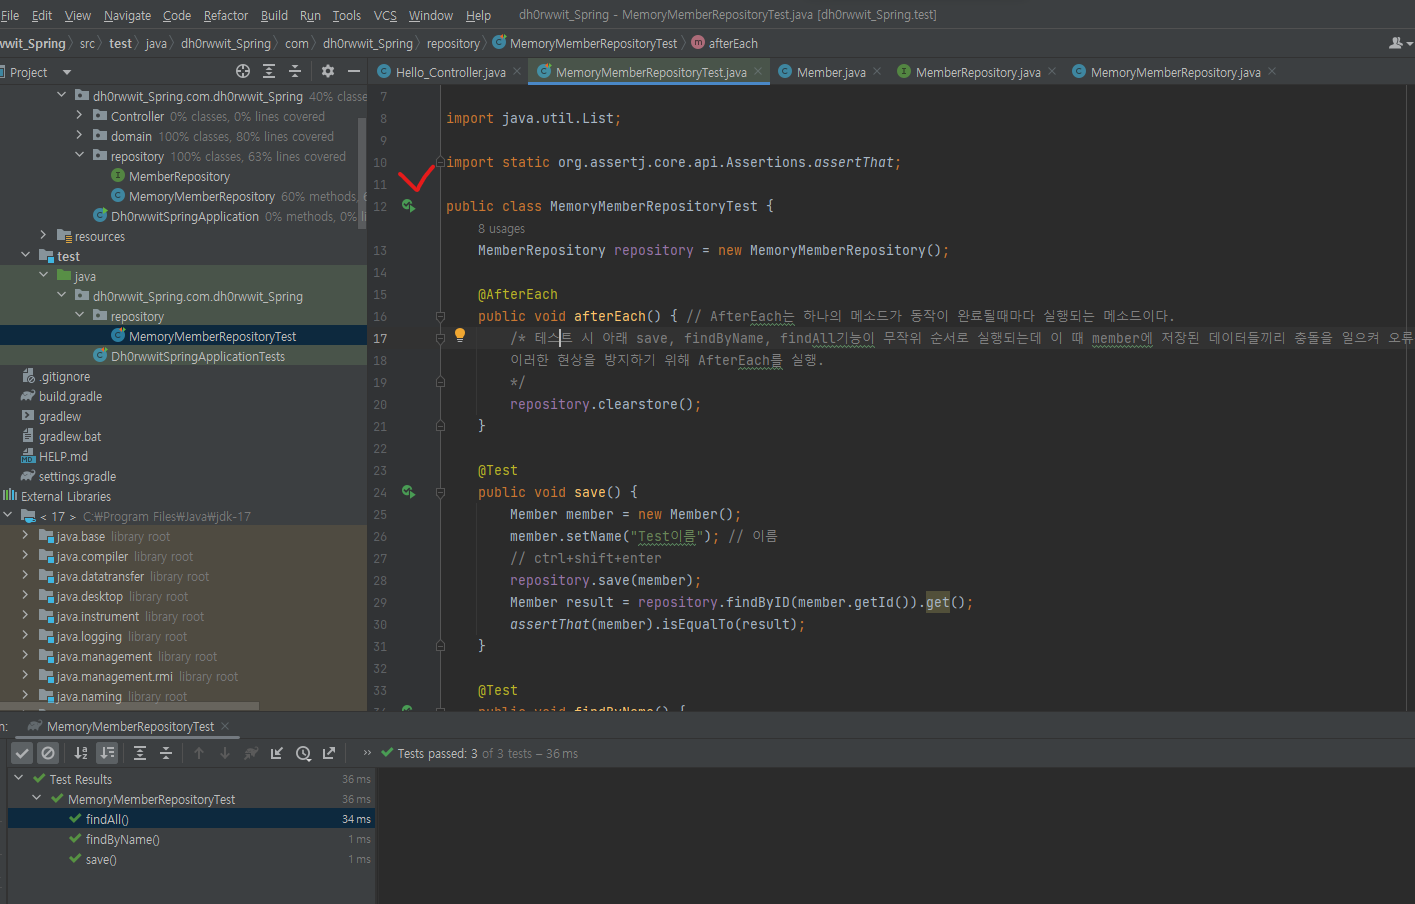 File Edit View Navigate Code Refactor Build Run Tools VCS Window Help dh0rwwit_Spring - MemoryMemberRepositoryTest.java [dh0rwwit_Spring.test]
wwit_Spring src test java dh0rwwit_Spring com dh0rwwit_Spring repository MemoryMemberRepositoryTest afterEach
Project
Hello_Controller.java MemoryMemberRepositoryTest.java Member.java MemberRepository.java MemoryMemberRepository.java
dh0rwwit_Spring.com.dh0rwwit_Spring 40% classe
Controller 0% classes, 0% lines covered
domain 100% classes, 80% lines covered
repository 100% classes, 63% lines covered
MemberRepository
MemoryMemberRepository 60% methods, 6
Dh0rwwitSpringApplication 0% methods, 0% li
resources
test
java
dh0rwwit_Spring.com.dh0rwwit_Spring
repository
MemoryMemberRepositoryTest
Dh0rwwitSpringApplicationTests
.gitignore
build.gradle
gradlew
gradlew.bat
HELP.md
settings.gradle
External Libraries
< 17 > C:₩Program Files₩Java₩jdk-17
java.base library root
java.compiler library root
java.datatransfer library root
java.desktop library root
java.instrument library root
java.logging library root
java.management library root
java.management.rmi library root
java.naming library root
7
8 import java.util.List;
9
10 import static org.assertj.core.api.Assertions.assertThat;
11
12 public class MemoryMemberRepositoryTest {
8 usages
13 MemberRepository repository = new MemoryMemberRepository();
14
15 @AfterEach
16 public void afterEach() { // AfterEach는 하나의 메소드가 동작이 완료될때마다 실행되는 메소드이다.
17 /* 테스트 시 아래 save, findByName, findAll기능이 무작위 순서로 실행되는데 이 때 member에 저장된 데이터들끼리 충돌을 일으켜 오류
18 이러한 현상을 방지하기 위해 AfterEach를 실행.
19 */
20 repository.clearstore();
21 }
22
23 @Test
24 public void save() {
25 Member member = new Member();
26 member.setName("Test이름"); // 이름
27 // ctrl+shift+enter
28 repository.save(member);
29 Member result = repository.findByID(member.getId()).get();
30 assertThat(member).isEqualTo(result);
31 }
32
33 @Test
public void findByName() {
n: MemoryMemberRepositoryTest
Tests passed: 3 of 3 tests – 36 ms
Test Results 36 ms
MemoryMemberRepositoryTest 36 ms
findAll() 34 ms
findByName() 1 ms
save() 1 ms